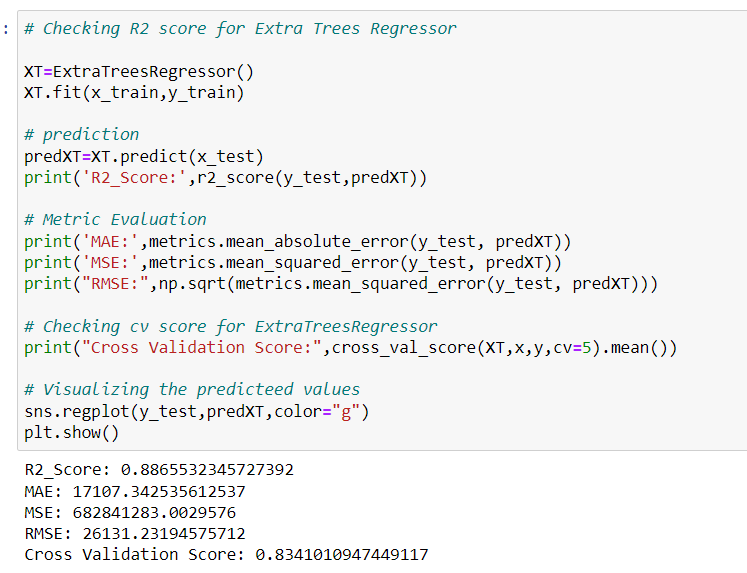 : # Checking R2 score for Extra Trees Regressor
XT=ExtraTreesRegressor()
XT.fit(x_train,y_train)
# prediction
predXT=XT.predict(x_test)
print('R2_Score:',r2_score(y_test,predXT))
# Metric Evaluation
print('MAE:',metrics.mean_absolute_error(y_test, predXT))
print('MSE:',metrics.mean_squared_error(y_test, predXT))
print("RMSE:",np.sqrt(metrics.mean_squared_error(y_test, predXT)))
# Checking cv score for ExtraTreesRegressor
print("Cross Validation Score:",cross_val_score(XT,x,y,cv=5).mean())
# Visualizing the predicteed values
sns.regplot(y_test,predXT,color="g")
plt.show()
R2_Score: 0.8865532345727392
MAE: 17107.342535612537
MSE: 682841283.0029576
RMSE: 26131.23194575712
Cross Validation Score: 0.8341010947449117